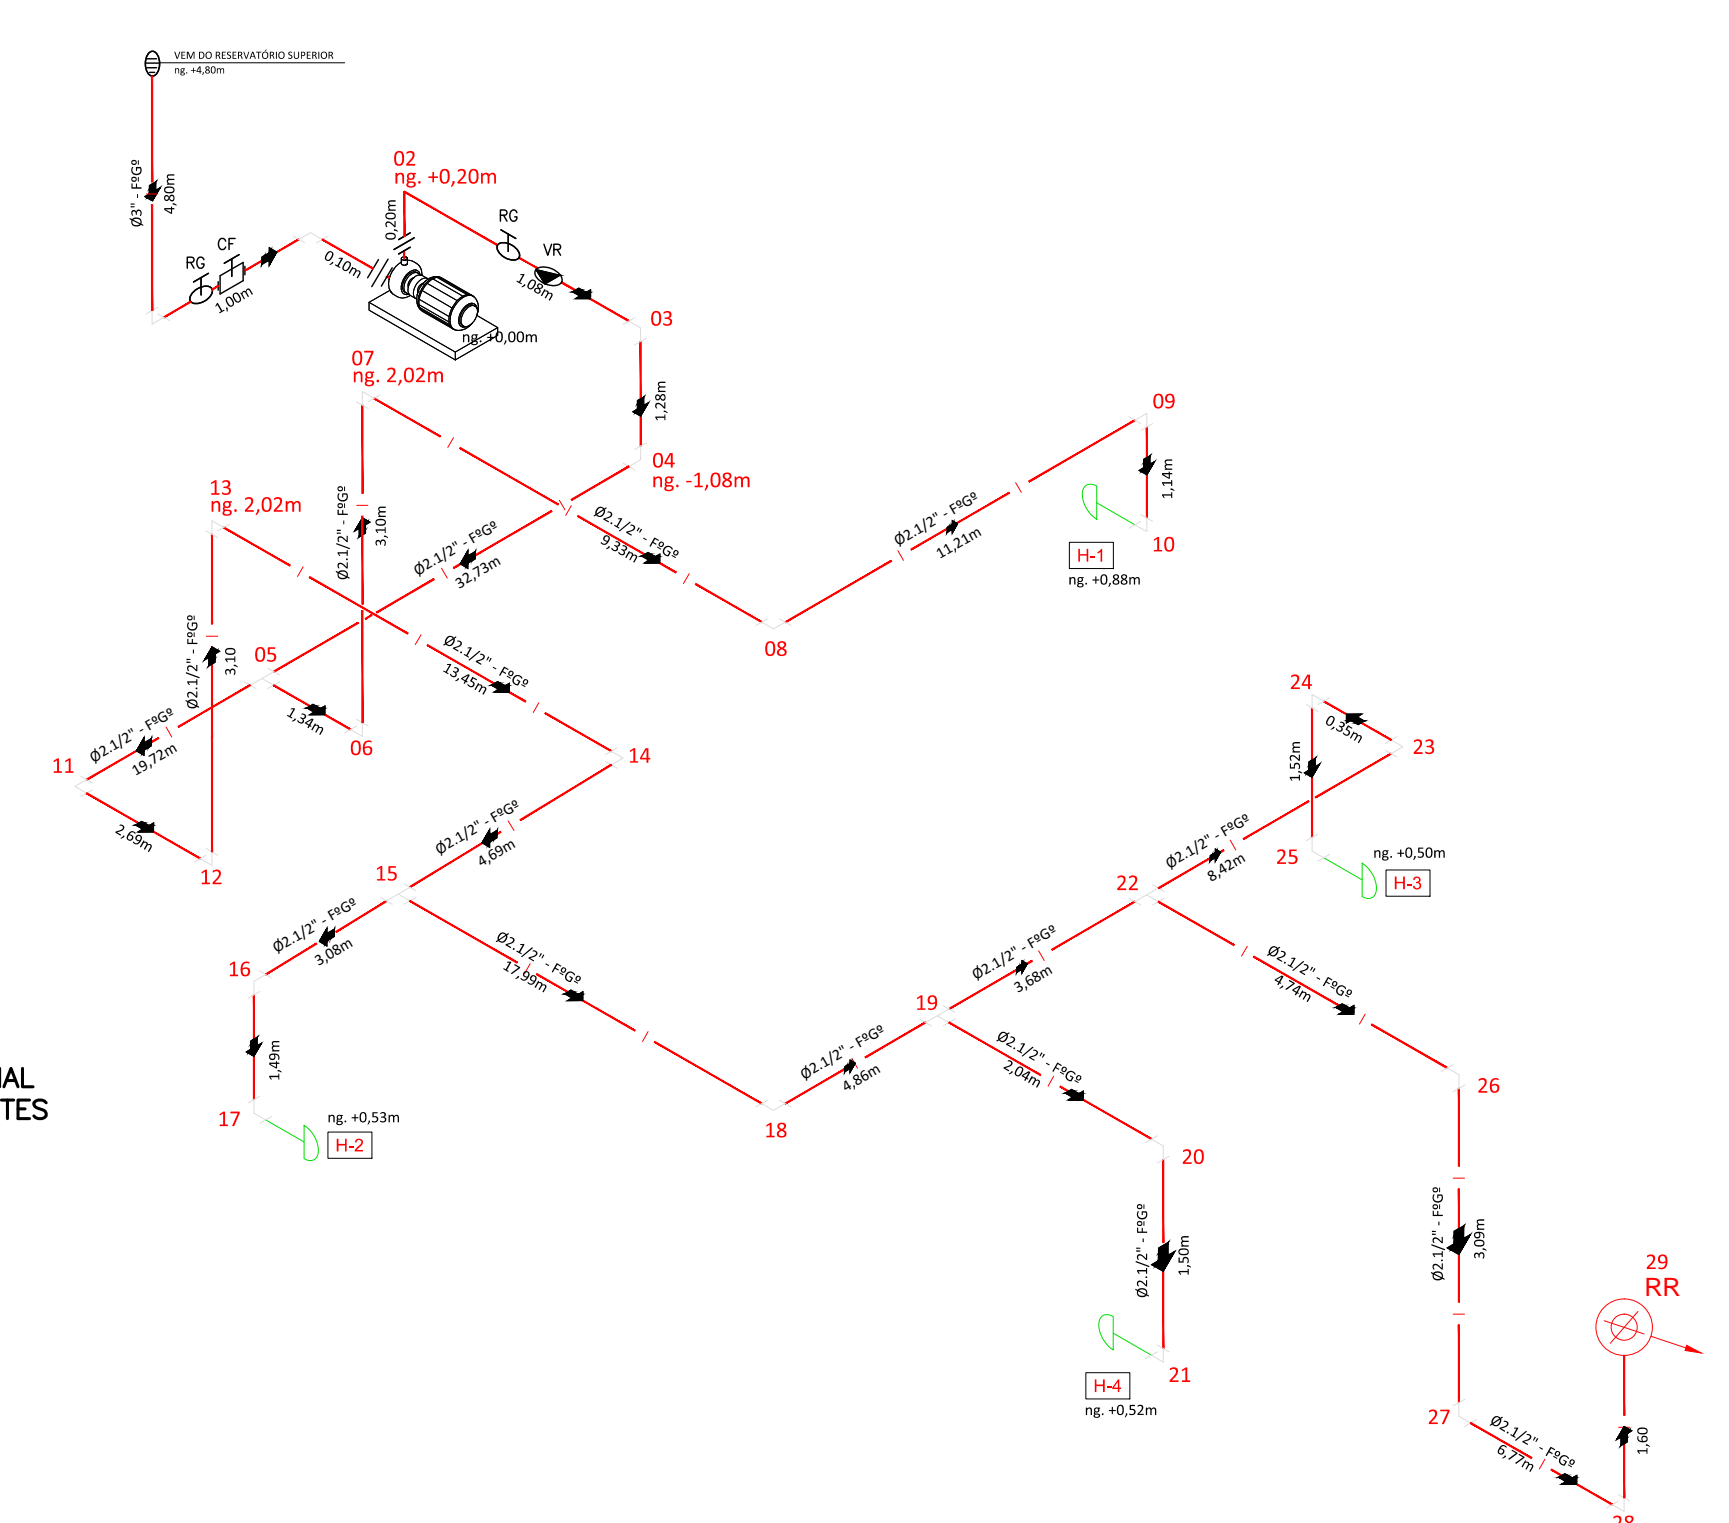 VEM DO RESERVATÓRIO SUPERIOR
ng. +4,80m
Ø3" - FºGº
4,80m
RG
CF
1,00m
0,10m
02
ng. +0,20m
0,20m
RG
VR
1,08m
ng. +0,00m
03
1,28m
04
ng. -1,08m
07
ng. 2,02m
Ø2.1/2" - FºGº
3,10m
Ø2.1/2" - FºGº
32,73m
Ø2.1/2" - FºGº
9,33m
08
Ø2.1/2" - FºGº
11,21m
09
1,14m
10
H-1
ng. +0,88m
13
ng. 2,02m
Ø2.1/2" - FºGº
3,10
05
1,34m
06
Ø2.1/2" - FºGº
19,72m
11
2,69m
12
Ø2.1/2" - FºGº
13,45m
14
Ø2.1/2" - FºGº
4,69m
15
Ø2.1/2" - FºGº
3,08m
16
1,49m
17
ng. +0,53m
H-2
Ø2.1/2" - FºGº
17,99m
18
Ø2.1/2" - FºGº
4,86m
19
Ø2.1/2" - FºGº
3,68m
22
Ø2.1/2" - FºGº
8,42m
23
0,35m
24
1,52m
25
ng. +0,50m
H-3
Ø2.1/2" - FºGº
2,04m
20
Ø2.1/2" - FºGº
1,50m
21
H-4
ng. +0,52m
Ø2.1/2" - FºGº
4,74m
26
Ø2.1/2" - FºGº
3,09m
27
Ø2.1/2" - FºGº
6,77m
28
1,60
29
RR
NAL
TES